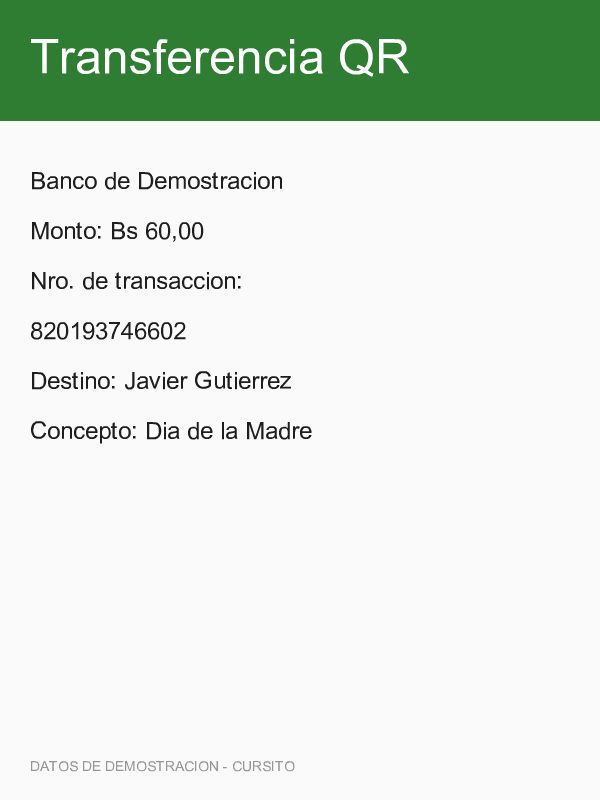 Transferencia QR
Banco de Demostracion
Monto: Bs 60,00
Nro. de transaccion:
820193746602
Destino: Javier Gutierrez
Concepto: Dia de la Madre
DATOS DE DEMOSTRACION - CURSITO